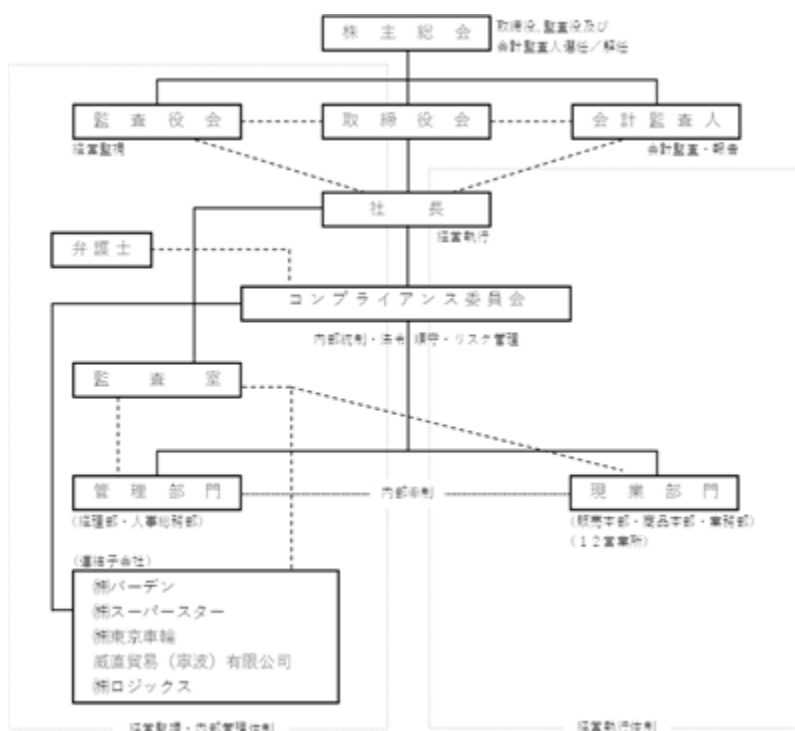 株主総会
取締役、監査役及び
会計監査人選任／解任
監査役会
取締役会
会計監査人
経営監視
会計監査・報告
社長
経営執行
弁護士
コンプライアンス委員会
内部統制・法令順守・リスク管理
監査室
管理部門
内部牽制
現業部門
(経理部・人事総務部)
(販売本部・商品本部・業務部)
(１２営業所)
(連結子会社)
㈱バーデン
㈱スーパースター
㈱東京車輪
威直貿易（寧波）有限公司
㈱ロジックス
経営監視・内部管理体制
経営執行体制